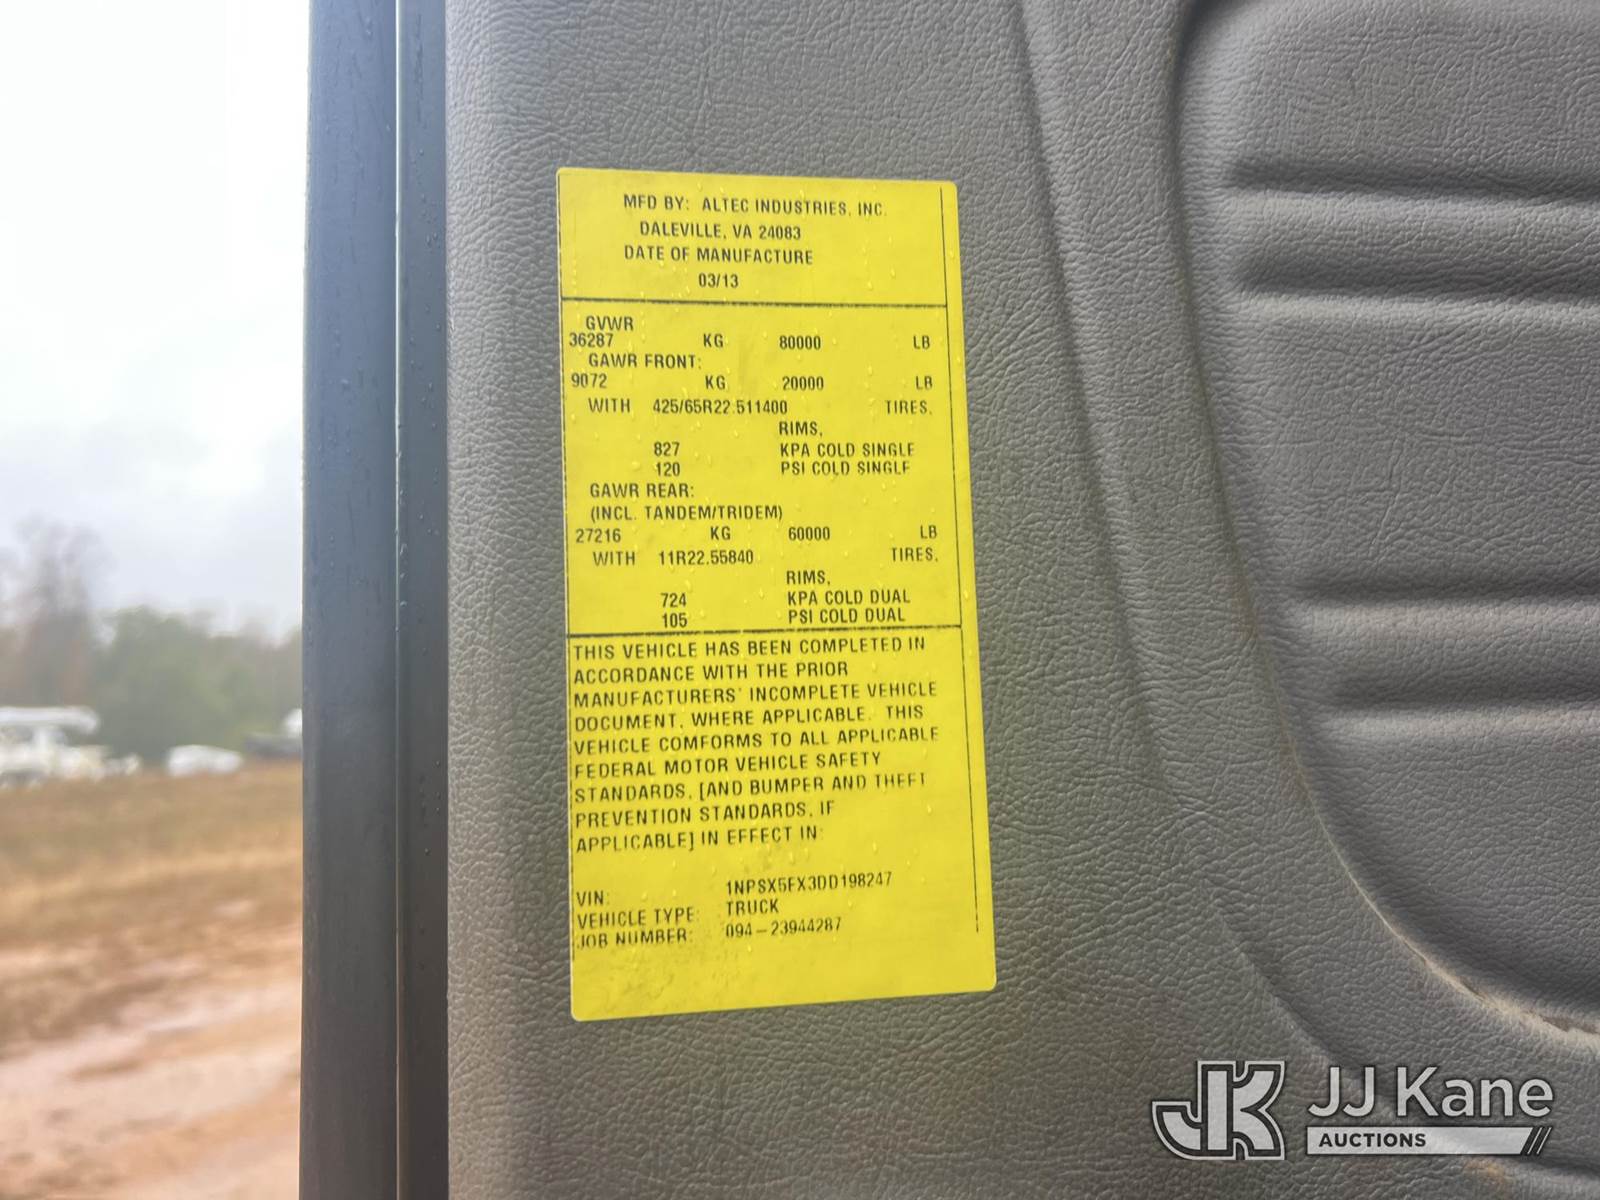 MFD BY: ALTEC INDUSTRIES, INC.
DALEVILLE, VA 24083
DATE OF MANUFACTURE
03/13
GVWR
36287 KG 80000 LB
GAWR FRONT:
9072 KG 20000 LB
WITH 425/65R22.511400 TIRES,
RIMS,
827 KPA COLD SINGLE
120 PSI COLD SINGLE
GAWR REAR:
(INCL. TANDEM/TRIDEM)
27216 KG 60000 LB
WITH 11R22.55840 TIRES,
RIMS,
724 KPA COLD DUAL
105 PSI COLD DUAL
THIS VEHICLE HAS BEEN COMPLETED IN
ACCORDANCE WITH THE PRIOR
MANUFACTURERS' INCOMPLETE VEHICLE
DOCUMENT, WHERE APPLICABLE. THIS
VEHICLE COMFORMS TO ALL APPLICABLE
FEDERAL MOTOR VEHICLE SAFETY
STANDARDS, [AND BUMPER AND THEFT
PREVENTION STANDARDS, IF
APPLICABLE] IN EFFECT IN:
VIN: 1NPSX5EX3DD198247
VEHICLE TYPE: TRUCK
JOB NUMBER: 094-23944287
JK JJ Kane
AUCTIONS